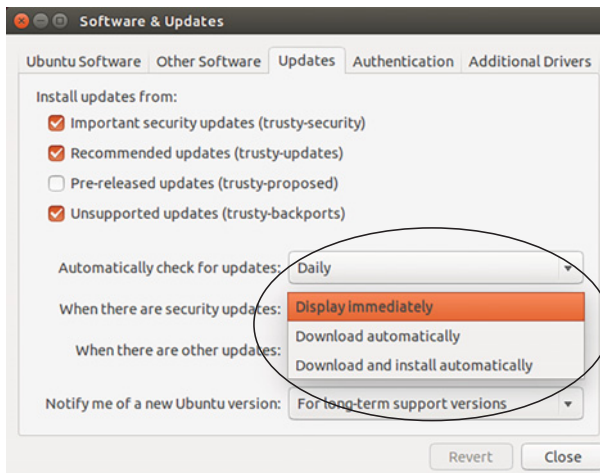 Software & Updates
Ubuntu Software Other Software Updates Authentication Additional Drivers
Install updates from:
Important security updates (trusty-security)
Recommended updates (trusty-updates)
Pre-released updates (trusty-proposed)
Unsupported updates (trusty-backports)
Automatically check for updates: Daily
When there are security updates: Display immediately
Download automatically
When there are other updates:
Download and install automatically
Notify me of a new Ubuntu version: For long-term support versions
Revert Close